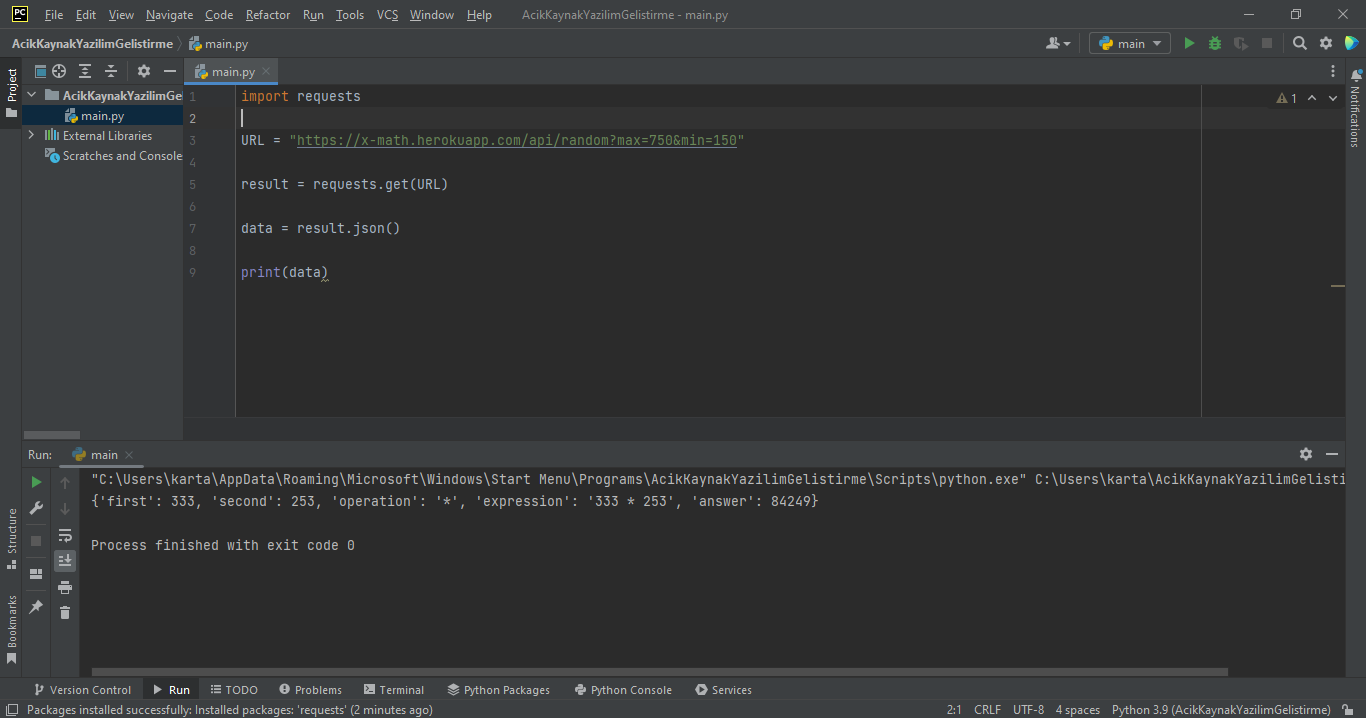 PC File Edit View Navigate Code Refactor Run Tools VCS Window Help AcikKaynakYazilimGelistirme - main.py
AcikKaynakYazilimGelistirme main.py main
Project
main.py
AcikKaynakYazilimGe
main.py
External Libraries
Scratches and Console
1 import requests
2
3 URL = "https://x-math.herokuapp.com/api/random?max=750&min=150"
4
5 result = requests.get(URL)
6
7 data = result.json()
8
9 print(data)
1
Notifications
Run: main
"C:\Users\karta\AppData\Roaming\Microsoft\Windows\Start Menu\Programs\AcikKaynakYazilimGelistirme\Scripts\python.exe" C:\Users\karta\AcikKaynakYazilimGelisti
{'first': 333, 'second': 253, 'operation': '*', 'expression': '333 * 253', 'answer': 84249}
Process finished with exit code 0
Structure
Bookmarks
Version Control Run TODO Problems Terminal Python Packages Python Console Services
Packages installed successfully: Installed packages: 'requests' (2 minutes ago) 2:1 CRLF UTF-8 4 spaces Python 3.9 (AcikKaynakYazilimGelistirme)